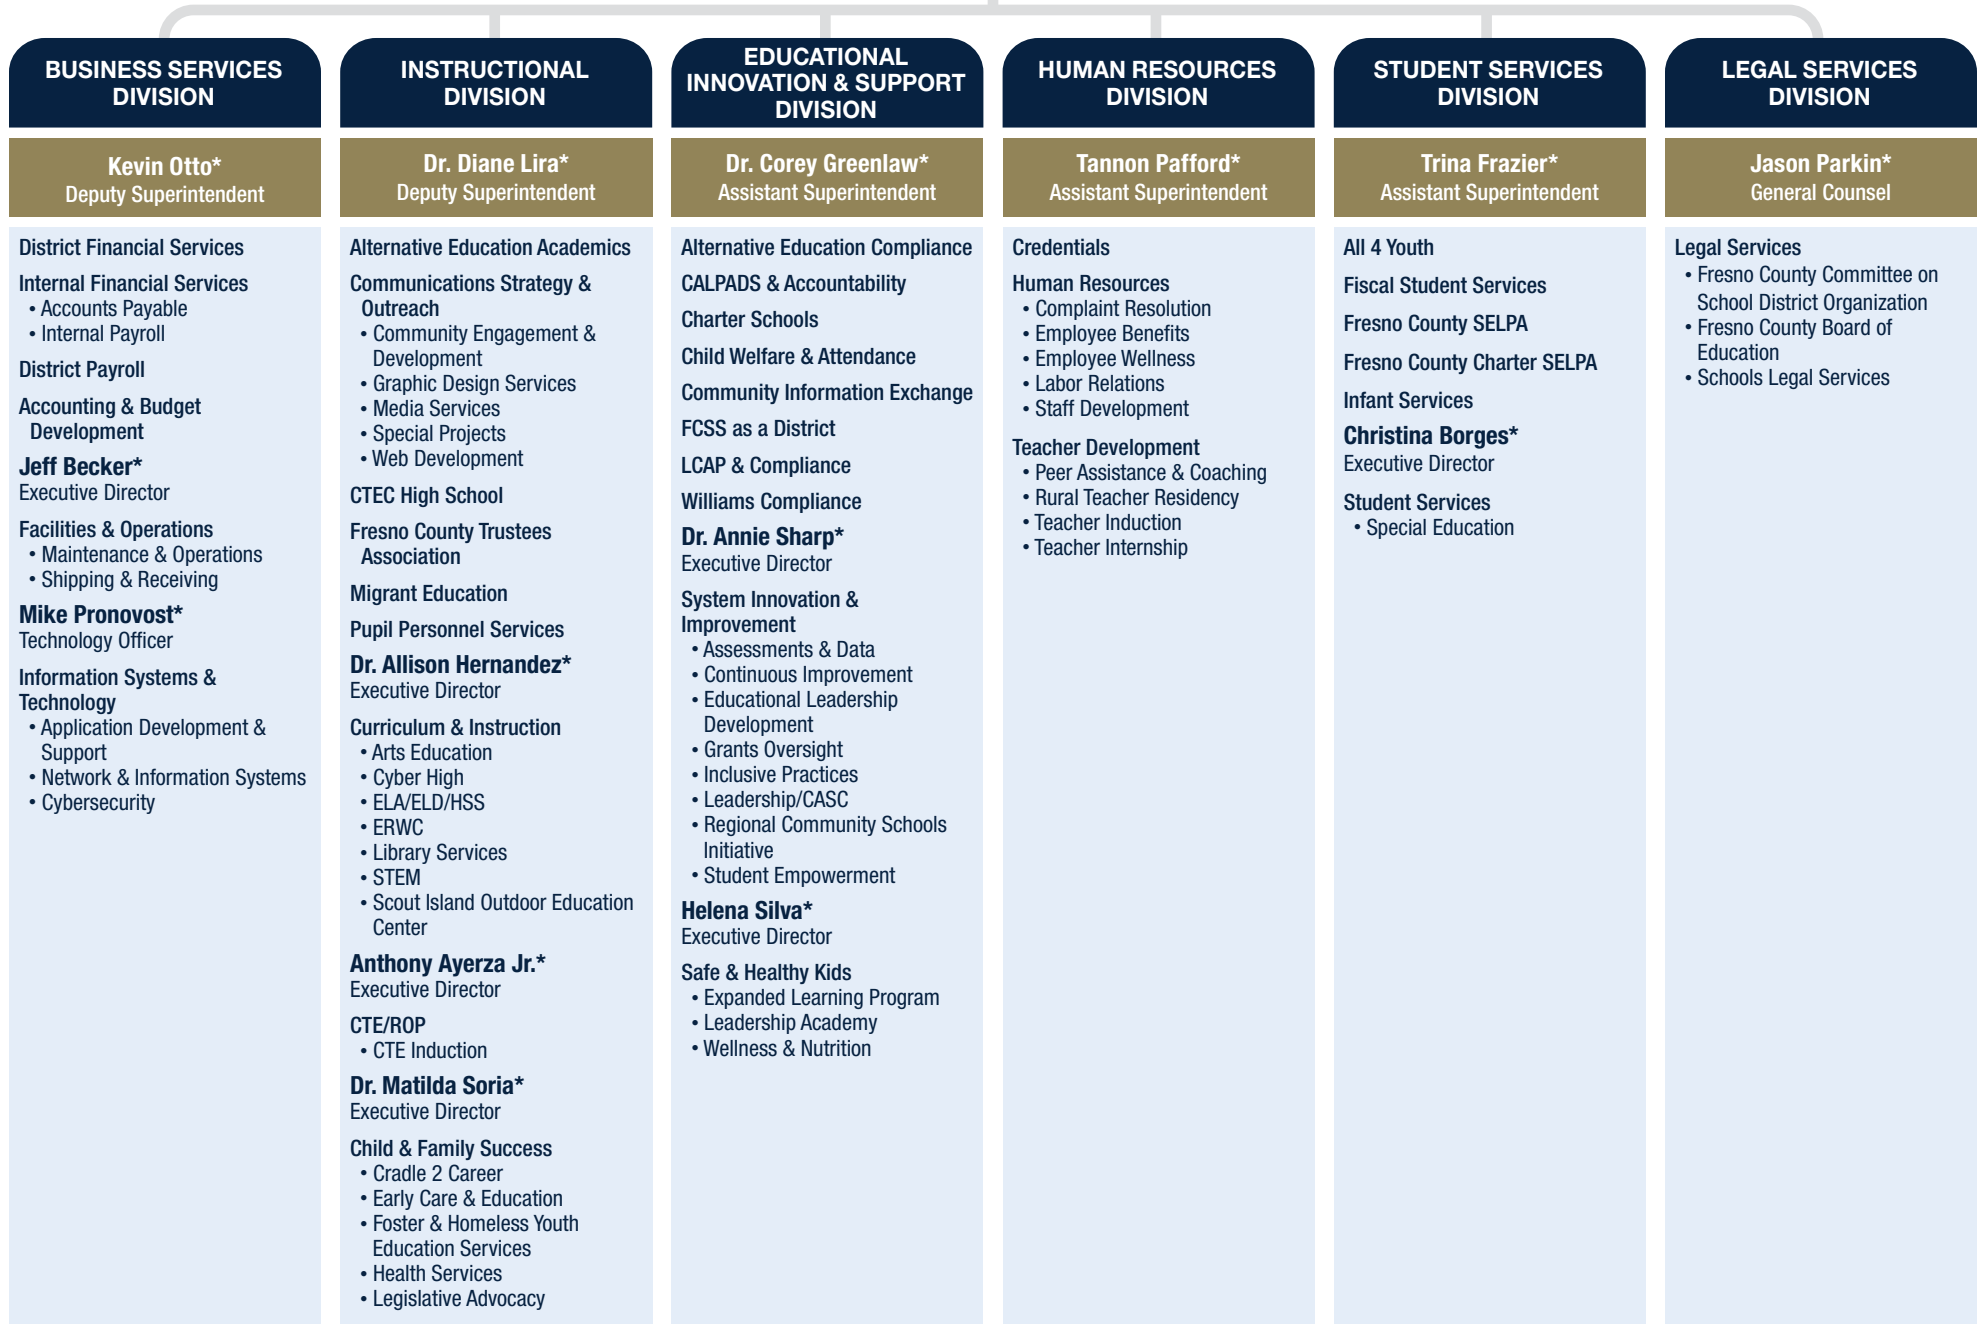 BUSINESS SERVICES
DIVISION
Kevin Otto*
Deputy Superintendent
District Financial Services
Internal Financial Services
• Accounts Payable
• Internal Payroll
District Payroll
Accounting & Budget
Development
Jeff Becker*
Executive Director
Facilities & Operations
• Maintenance & Operations
• Shipping & Receiving
Mike Pronovost*
Technology Officer
Information Systems &
Technology
• Application Development &
Support
• Network & Information Systems
• Cybersecurity
INSTRUCTIONAL
DIVISION
Dr. Diane Lira*
Deputy Superintendent
Alternative Education Academics
Communications Strategy &
Outreach
• Community Engagement &
Development
• Graphic Design Services
• Media Services
• Special Projects
• Web Development
CTEC High School
Fresno County Trustees
Association
Migrant Education
Pupil Personnel Services
Dr. Allison Hernandez*
Executive Director
Curriculum & Instruction
• Arts Education
• Cyber High
• ELA/ELD/HSS
• ERWC
• Library Services
• STEM
• Scout Island Outdoor Education
Center
Anthony Ayerza Jr.*
Executive Director
CTE/ROP
• CTE Induction
Dr. Matilda Soria*
Executive Director
Child & Family Success
• Cradle 2 Career
• Early Care & Education
• Foster & Homeless Youth
Education Services
• Health Services
• Legislative Advocacy
EDUCATIONAL
INNOVATION & SUPPORT
DIVISION
Dr. Corey Greenlaw*
Assistant Superintendent
Alternative Education Compliance
CALPADS & Accountability
Charter Schools
Child Welfare & Attendance
Community Information Exchange
FCSS as a District
LCAP & Compliance
Williams Compliance
Dr. Annie Sharp*
Executive Director
System Innovation &
Improvement
• Assessments & Data
• Continuous Improvement
• Educational Leadership
Development
• Grants Oversight
• Inclusive Practices
• Leadership/CASC
• Regional Community Schools
Initiative
• Student Empowerment
Helena Silva*
Executive Director
Safe & Healthy Kids
• Expanded Learning Program
• Leadership Academy
• Wellness & Nutrition
HUMAN RESOURCES
DIVISION
Tannon Pafford*
Assistant Superintendent
Credentials
Human Resources
• Complaint Resolution
• Employee Benefits
• Employee Wellness
• Labor Relations
• Staff Development
Teacher Development
• Peer Assistance & Coaching
• Rural Teacher Residency
• Teacher Induction
• Teacher Internship
STUDENT SERVICES
DIVISION
Trina Frazier*
Assistant Superintendent
All 4 Youth
Fiscal Student Services
Fresno County SELPA
Fresno County Charter SELPA
Infant Services
Christina Borges*
Executive Director
Student Services
• Special Education
LEGAL SERVICES
DIVISION
Jason Parkin*
General Counsel
Legal Services
• Fresno County Committee on
School District Organization
• Fresno County Board of
Education
• Schools Legal Services